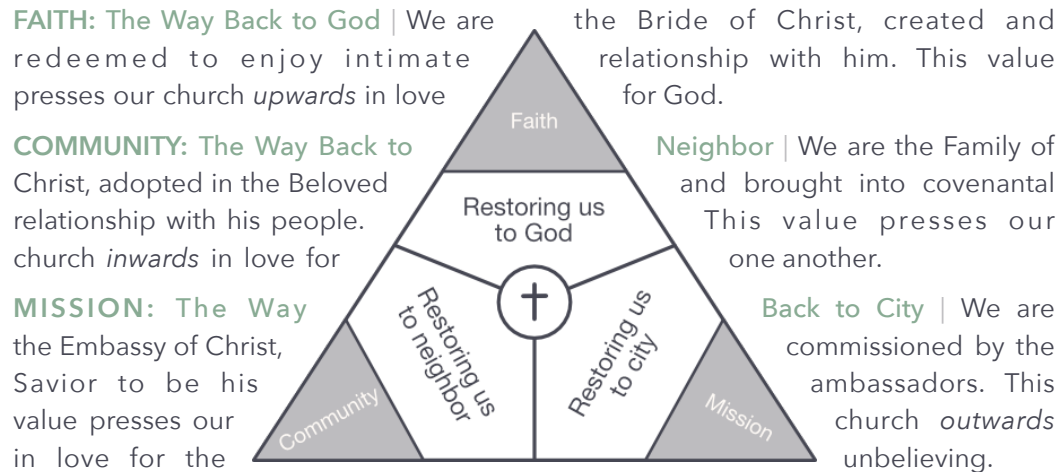 FAITH: The Way Back to God | We are the Bride of Christ, created and
redeemed to enjoy intimate relationship with him. This value
presses our church upwards in love for God.
COMMUNITY: The Way Back to Neighbor | We are the Family of
Christ, adopted in the Beloved and brought into covenantal
relationship with his people. This value presses our
church inwards in love for one another.
MISSION: The Way Back to City | We are
the Embassy of Christ, commissioned by the
Savior to be his ambassadors. This
value presses our church outwards
in love for the unbelieving.
Faith
Restoring us
to God
Restoring us
to neighbor
Restoring us
to city
Community
Mission